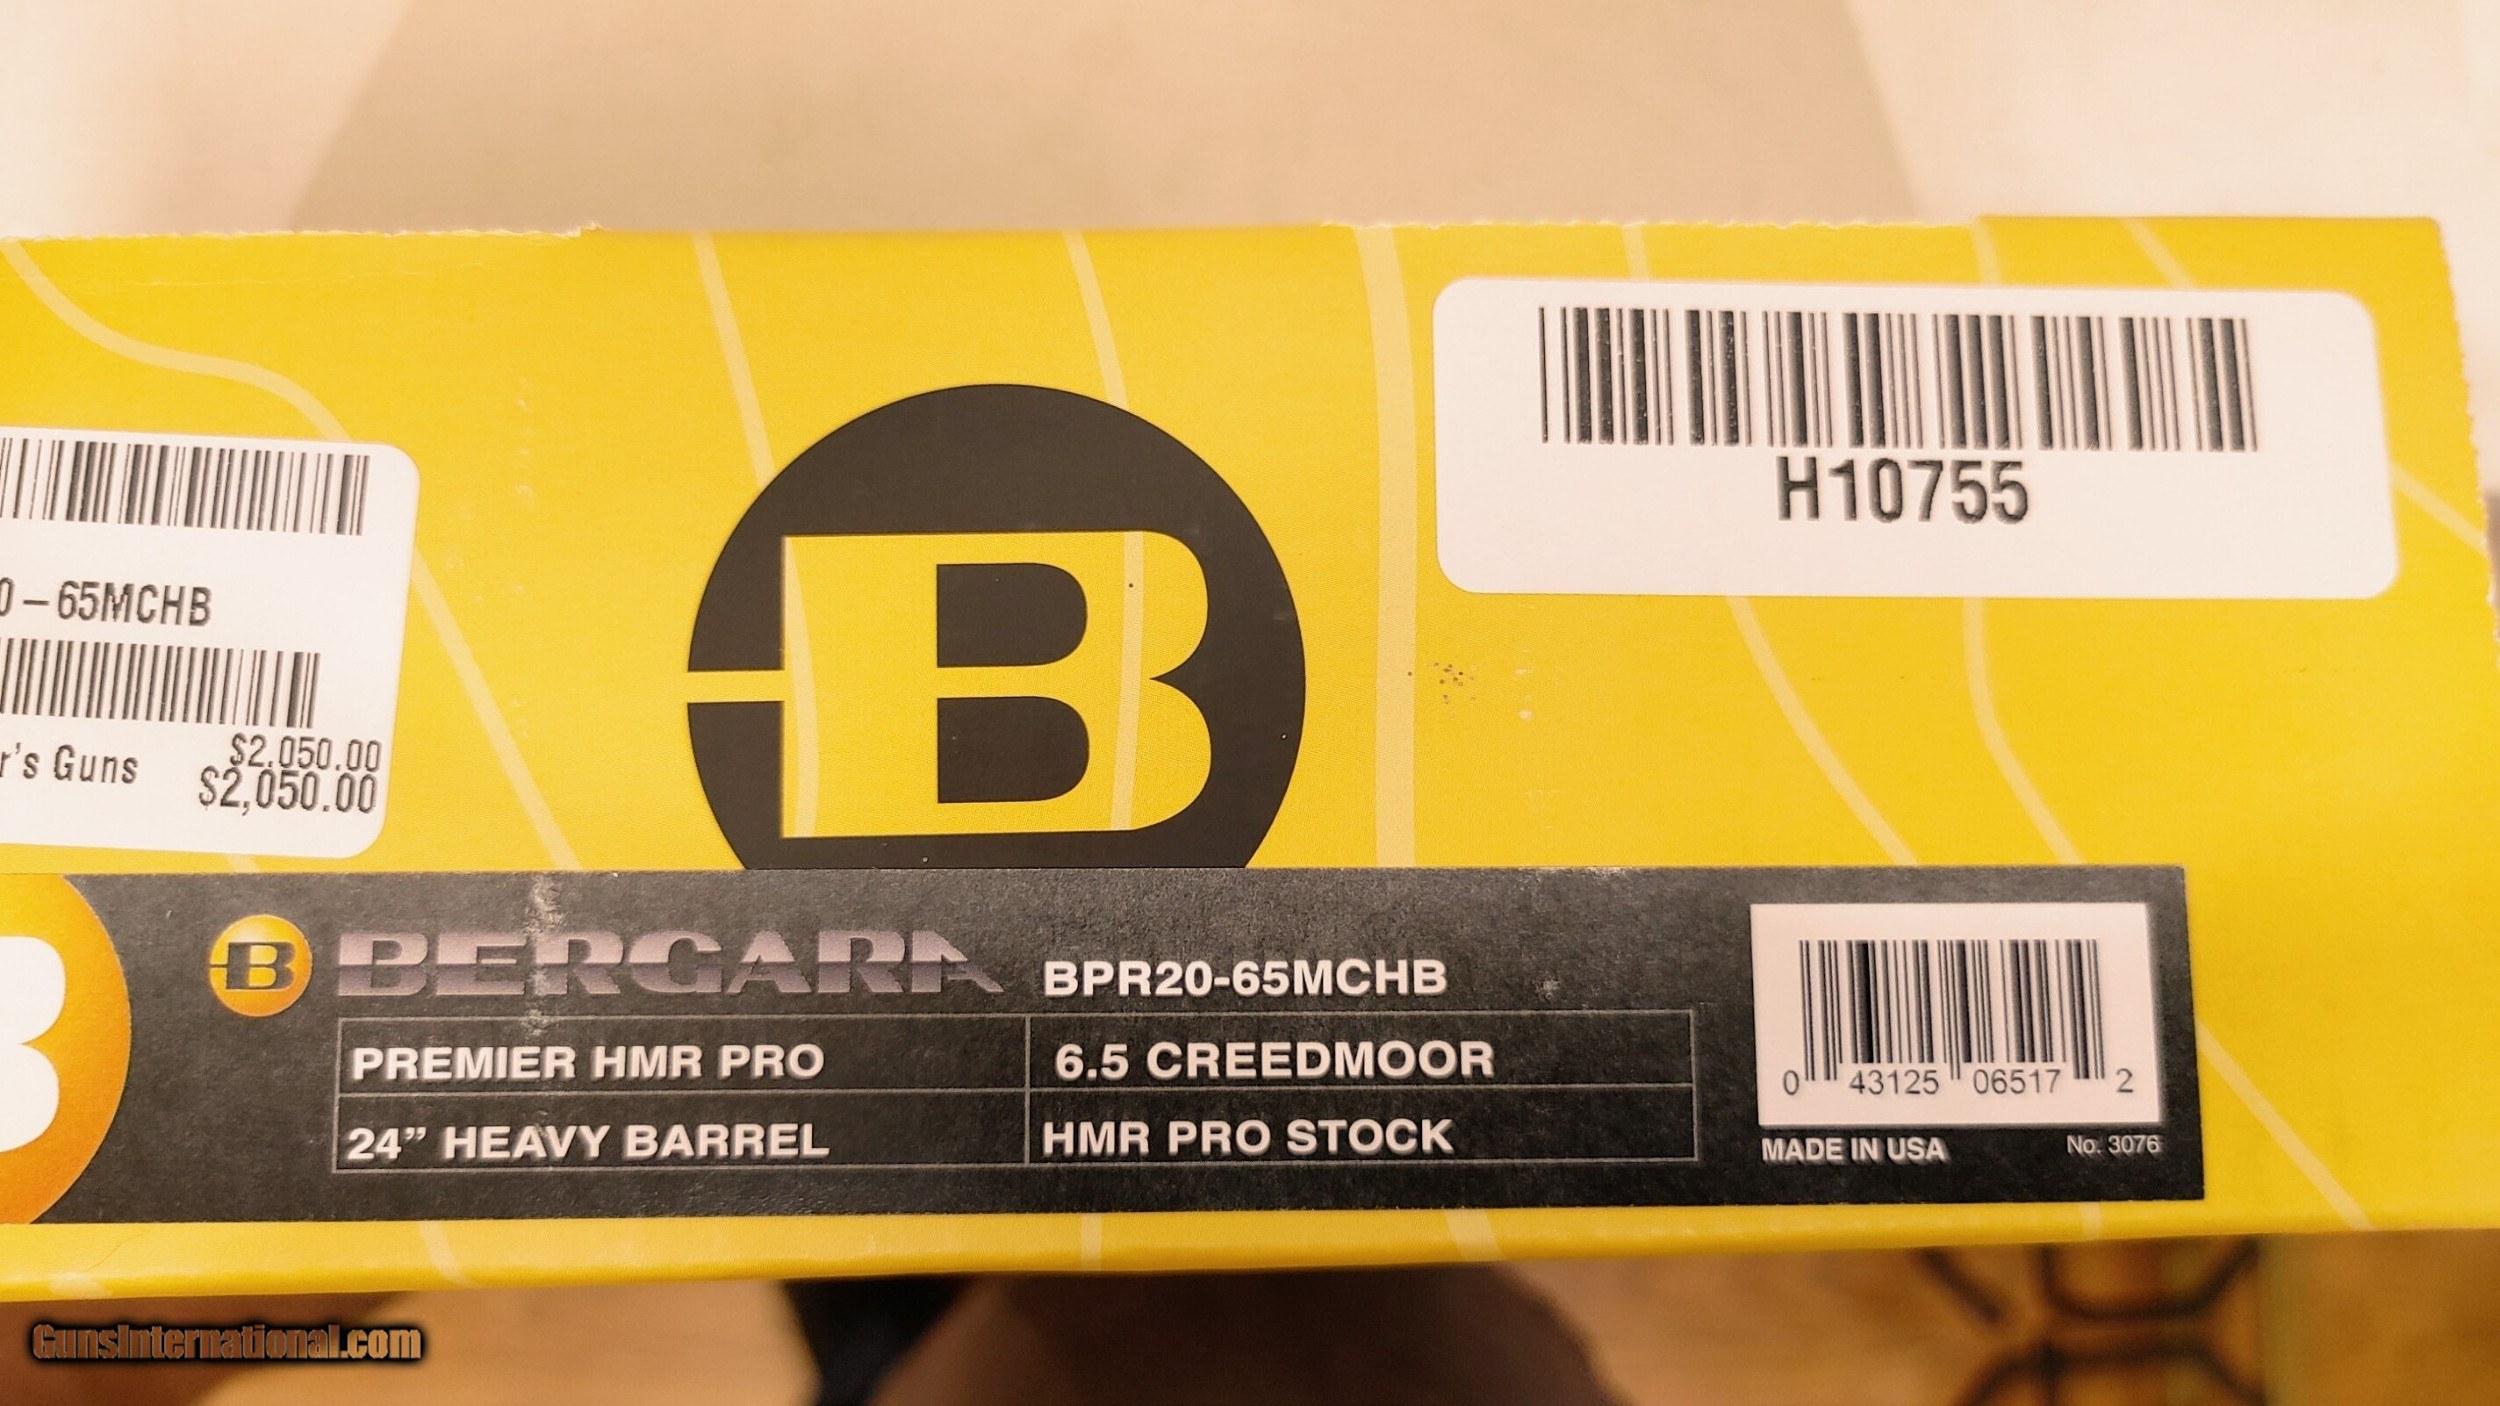 H10755
0-65MCHB
r's Guns $2,050.00
$2,050.00
B
B BERGARA BPR20-65MCHB
PREMIER HMR PRO 6.5 CREEDMOOR
24” HEAVY BARREL HMR PRO STOCK
0 43125 06517 2
MADE IN USA No. 3076
GunsInternational.com